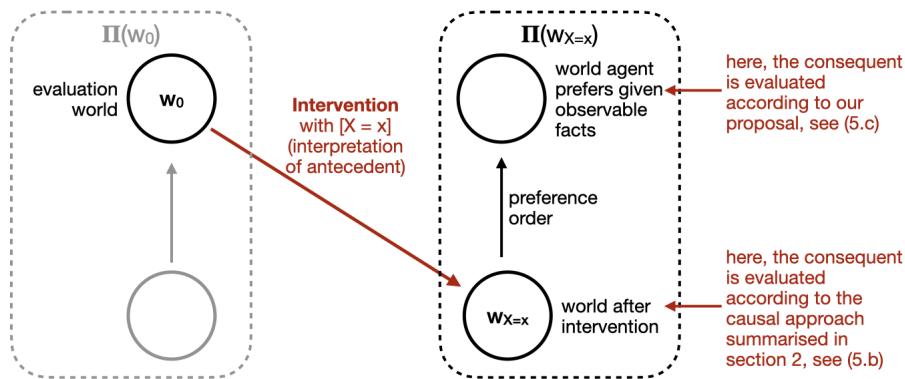 Π(w₀)
evaluation
world
w₀
Intervention
with [X = x]
(interpretation
of antecedent)
Π(wX=x)
world agent
prefers given
observable
facts
preference
order
wX=x
world after
intervention
here, the consequent
is evaluated
according to our
proposal, see (5.c)
here, the consequent
is evaluated
according to the
causal approach
summarised in
section 2, see (5.b)